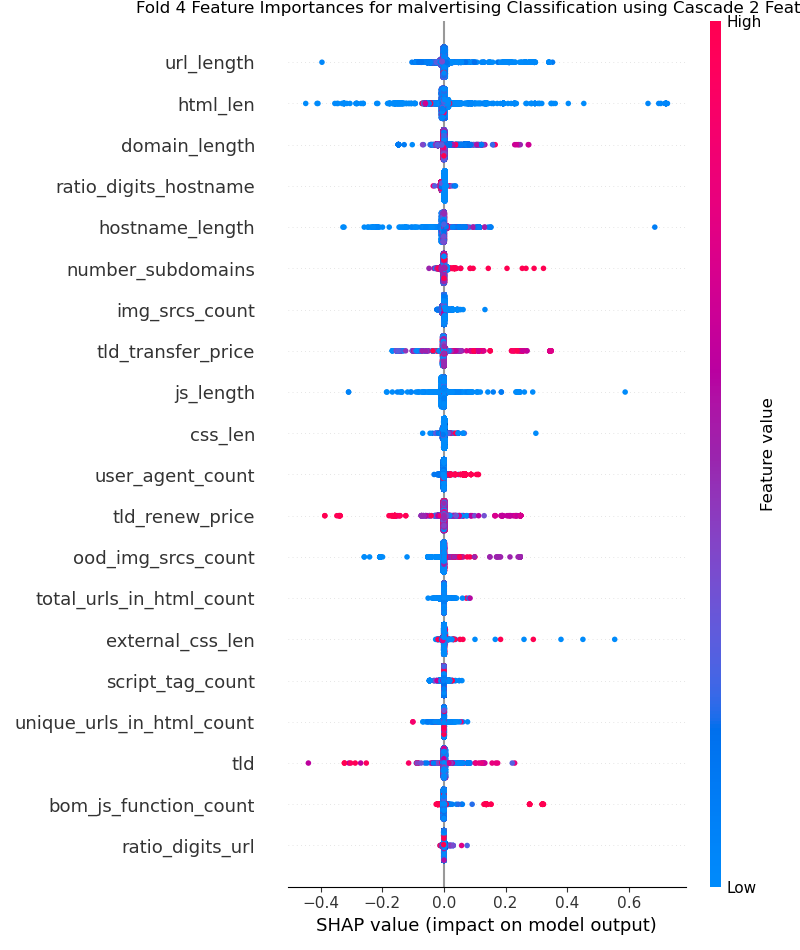 Fold 4 Feature Importances for malvertising Classification using Cascade 2 Feat
High
url_length
html_len
domain_length
ratio_digits_hostname
hostname_length
number_subdomains
img_srcs_count
tld_transfer_price
js_length
css_len
user_agent_count
tld_renew_price
ood_img_srcs_count
total_urls_in_html_count
external_css_len
script_tag_count
unique_urls_in_html_count
tld
bom_js_function_count
ratio_digits_url
Feature value
Low
−0.4 −0.2 0.0 0.2 0.4 0.6
SHAP value (impact on model output)